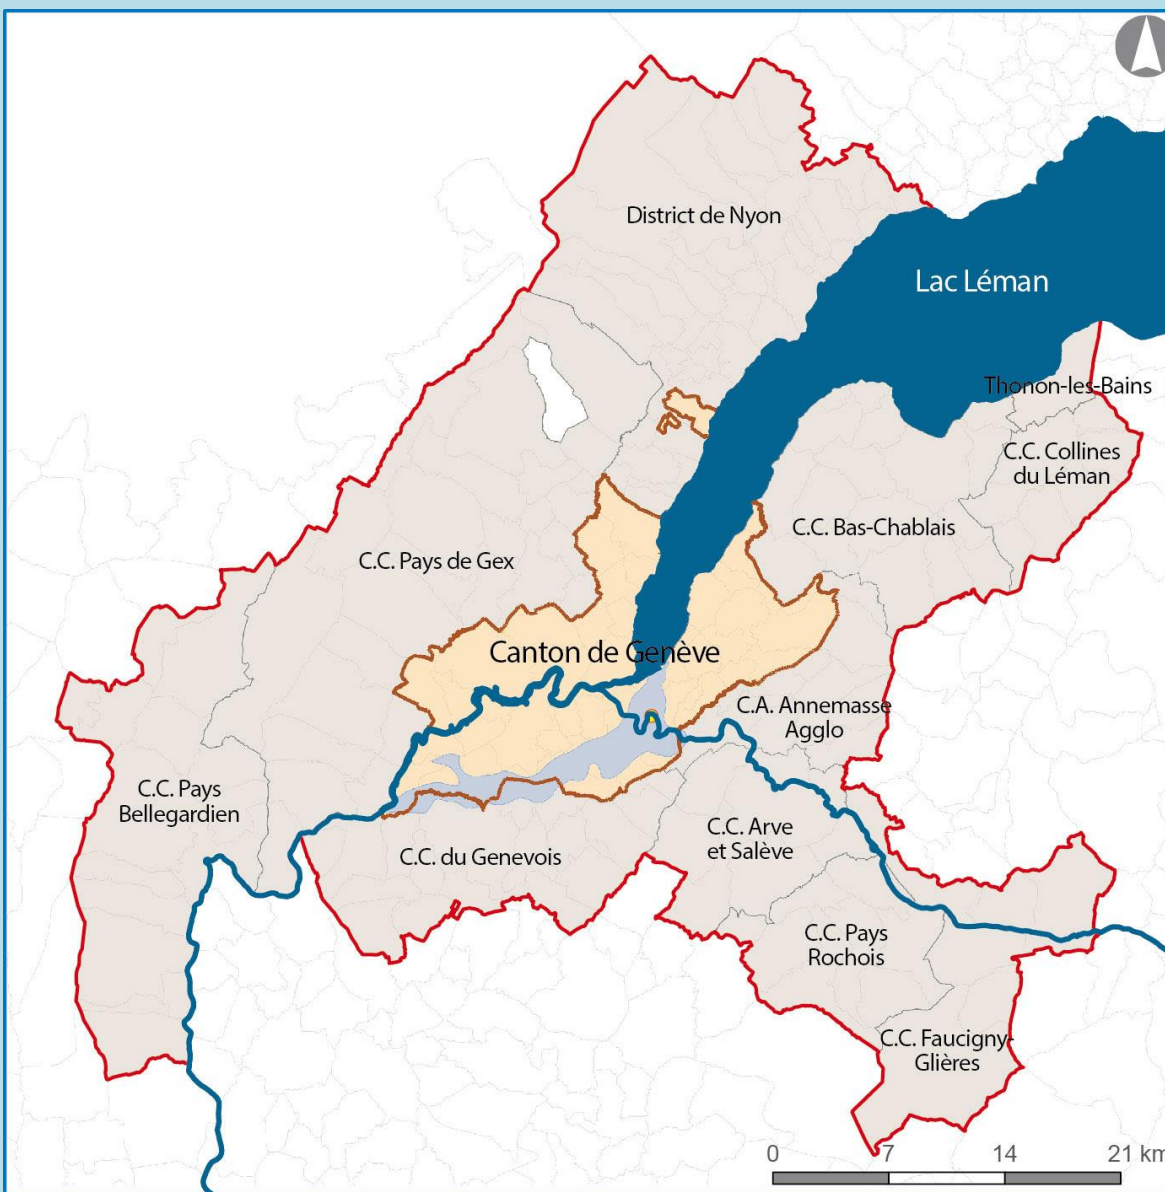 District de Nyon
Lac Léman
Thonon-les-Bains
C.C. Collines
du Léman
C.C. Bas-Chablais
C.C. Pays de Gex
Canton de Genève
C.A. Annemasse
Agglo
C.C. Pays
Bellegardien
C.C. Arve
et Salève
C.C. du Genevois
C.C. Pays
Rochois
C.C. Faucigny-
Glières
0 7 14 21 km